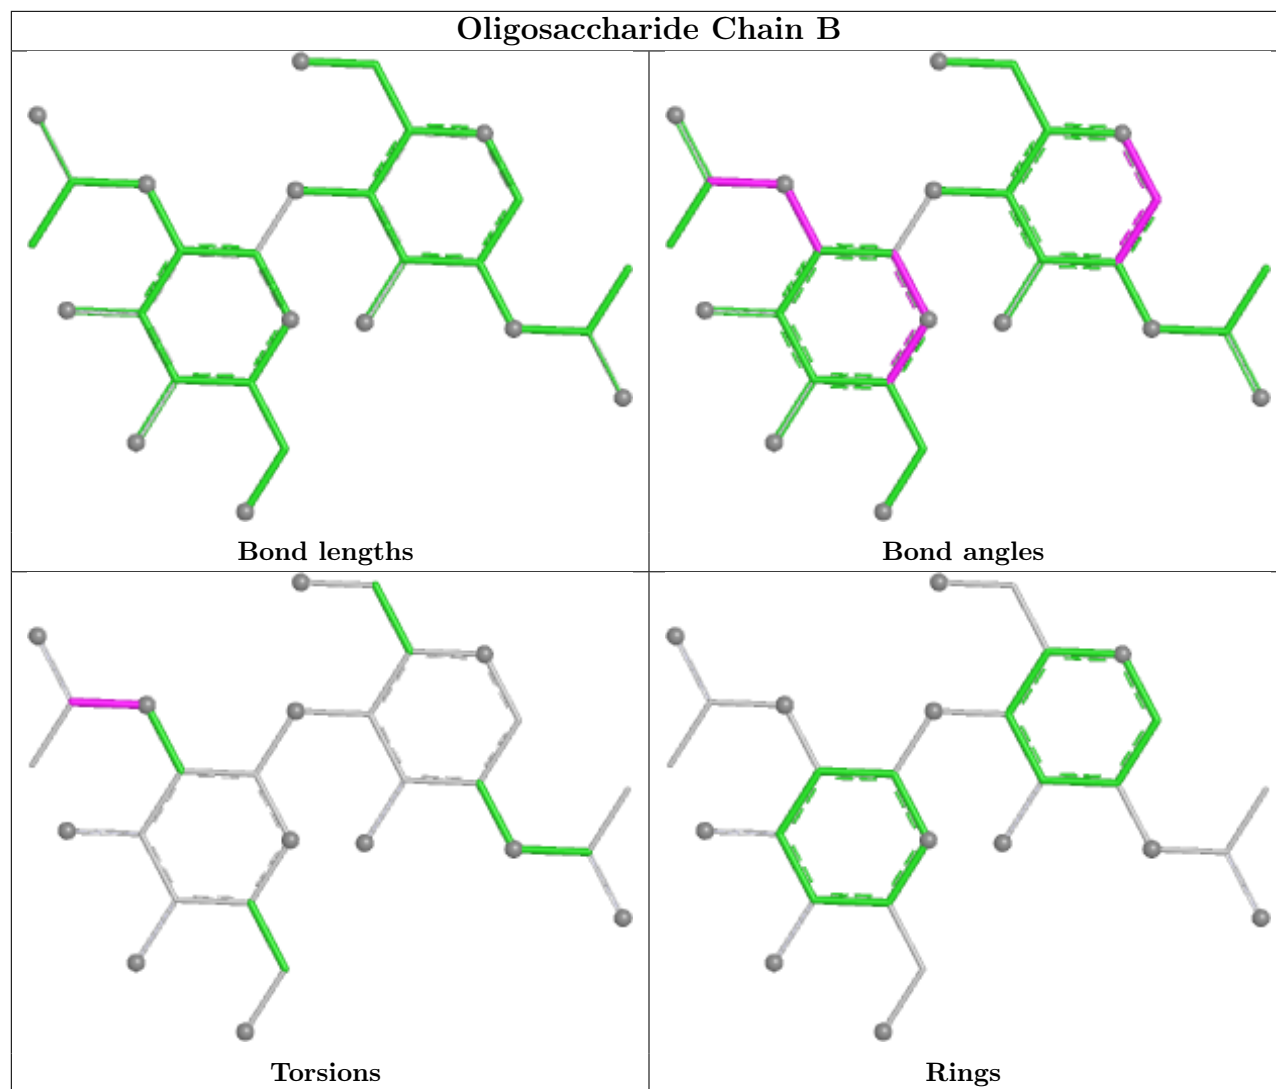 Oligosaccharide Chain B
Bond lengths
Bond angles
Torsions
Rings